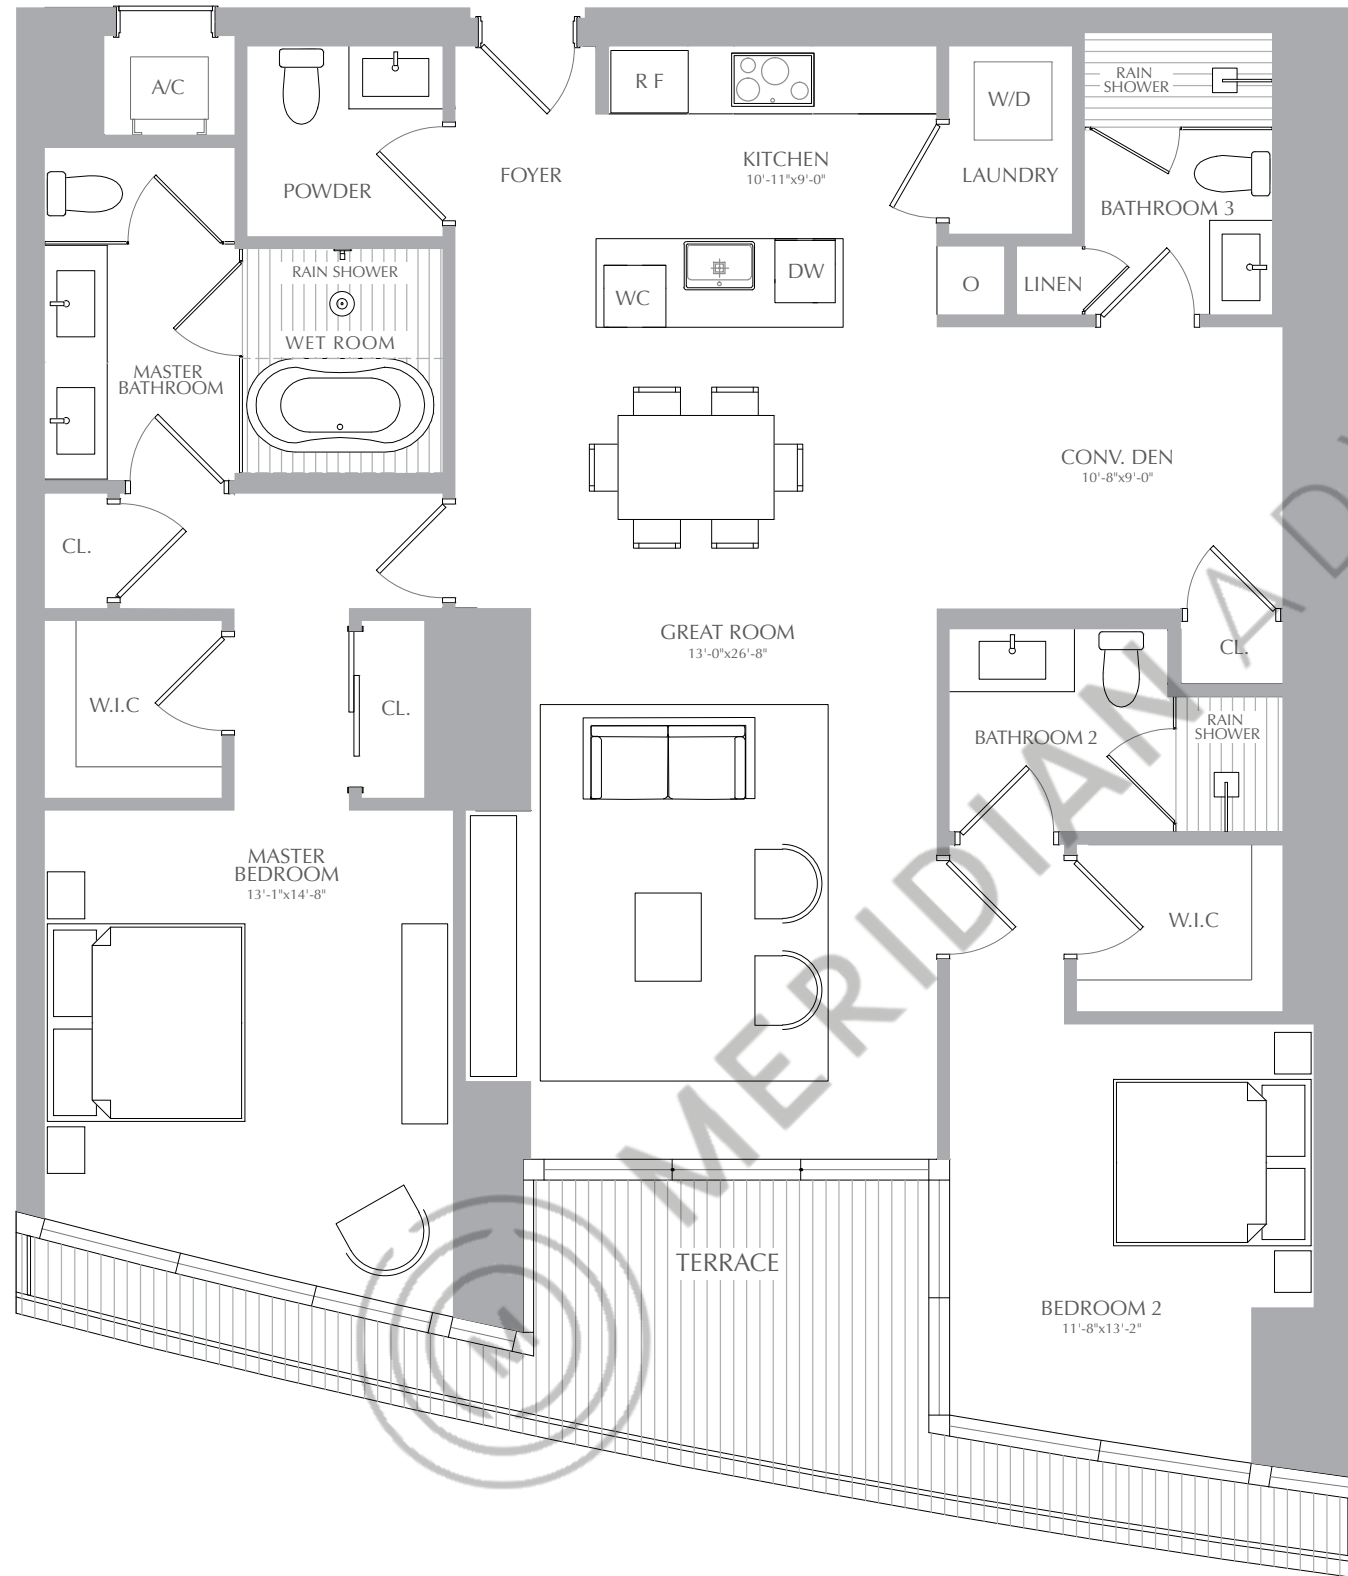 A/C
R F
W/D
RAIN
SHOWER
KITCHEN
10'-11"x9'-0"
POWDER
FOYER
LAUNDRY
BATHROOM 3
RAIN SHOWER
WC
DW
O
LINEN
WET ROOM
MASTER
BATHROOM
CONV. DEN
10'-8"x9'-0"
CL.
GREAT ROOM
13'-0"x26'-8"
CL.
W.I.C
CL.
BATHROOM 2
RAIN
SHOWER
MASTER
BEDROOM
13'-1"x14'-8"
W.I.C
TERRACE
BEDROOM 2
11'-8"x13'-2"
M MERIDIAN AD